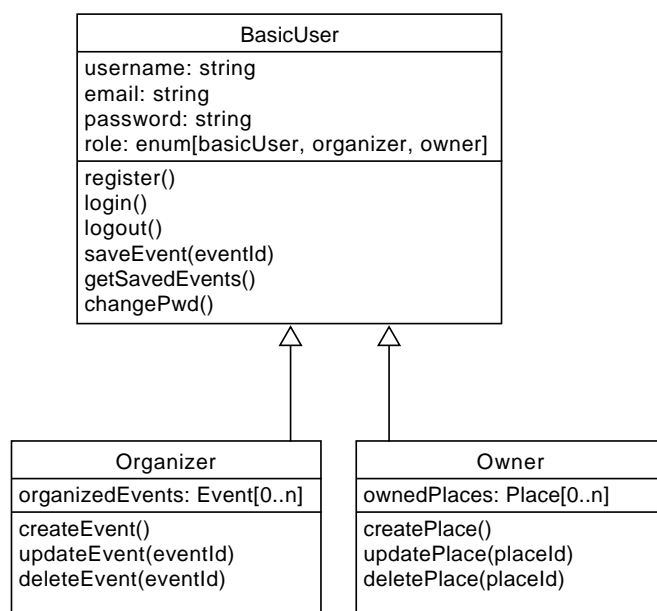 BasicUser
username: string
email: string
password: string
role: enum[basicUser, organizer, owner]
register()
login()
logout()
saveEvent(eventId)
getSavedEvents()
changePwd()
Organizer
organizedEvents: Event[0..n]
createEvent()
updateEvent(eventId)
deleteEvent(eventId)
Owner
ownedPlaces: Place[0..n]
createPlace()
updatePlace(placeId)
deletePlace(placeId)